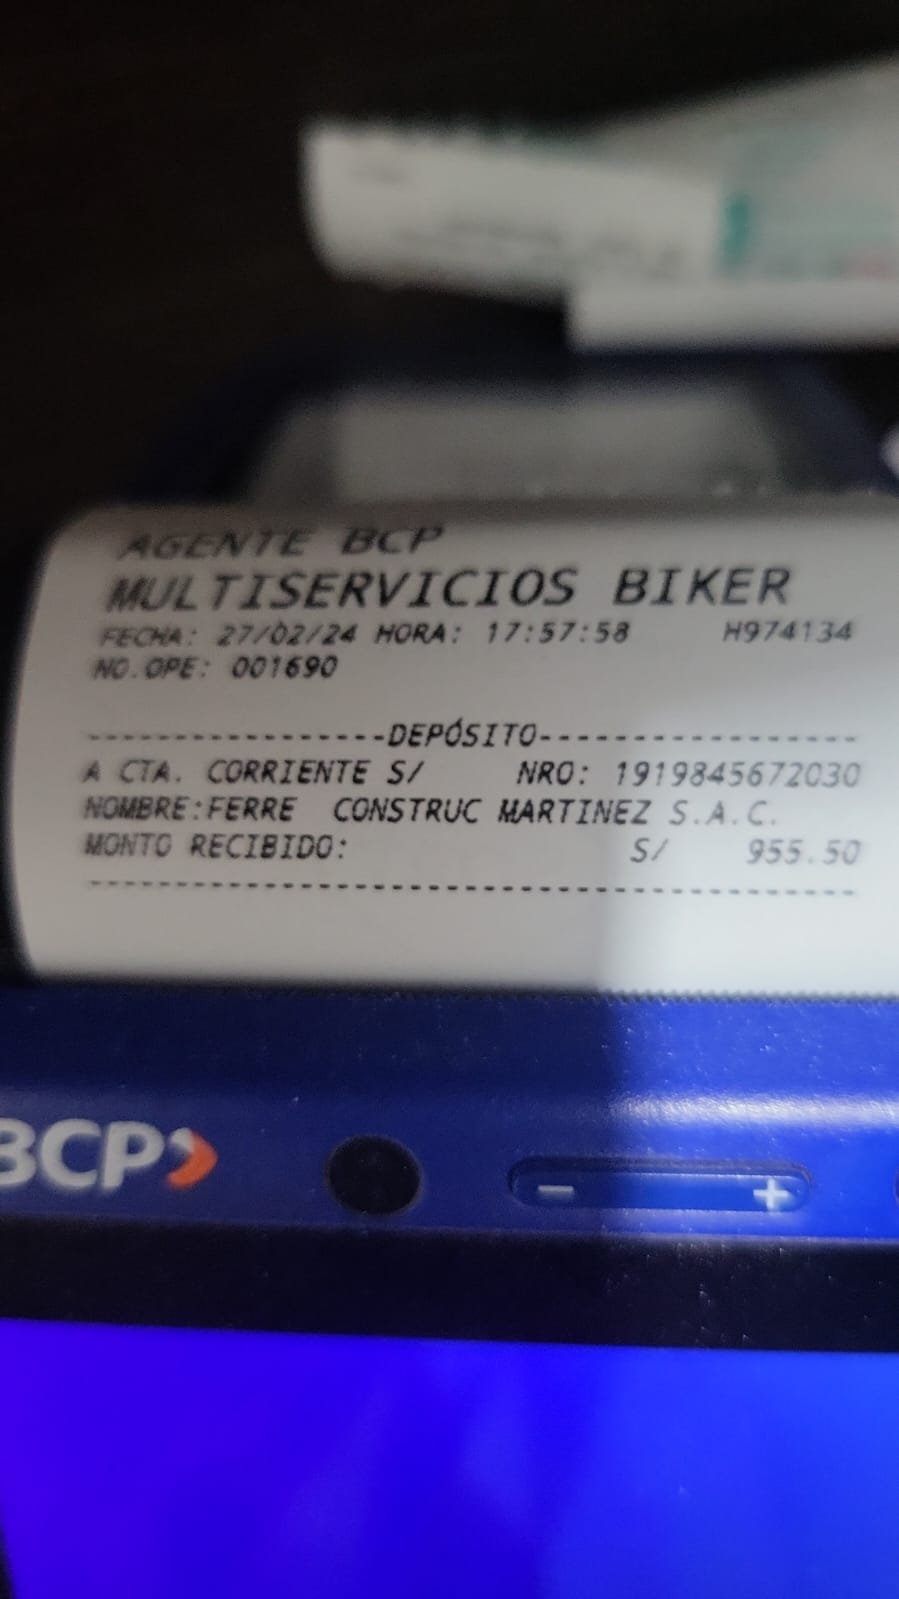 AGENTE BCP
MULTISERVICIOS BIKER
FECHA: 27/02/24 HORA: 17:57:58 H974134
NO.OPE: 001690
-----------------DEPÓSITO-----------------
A CTA. CORRIENTE S/ NRO: 1919845672030
NOMBRE:FERRE CONSTRUC MARTINEZ S.A.C.
MONTO RECIBIDO: S/ 955.50
------------------------------------------
BCP
- +